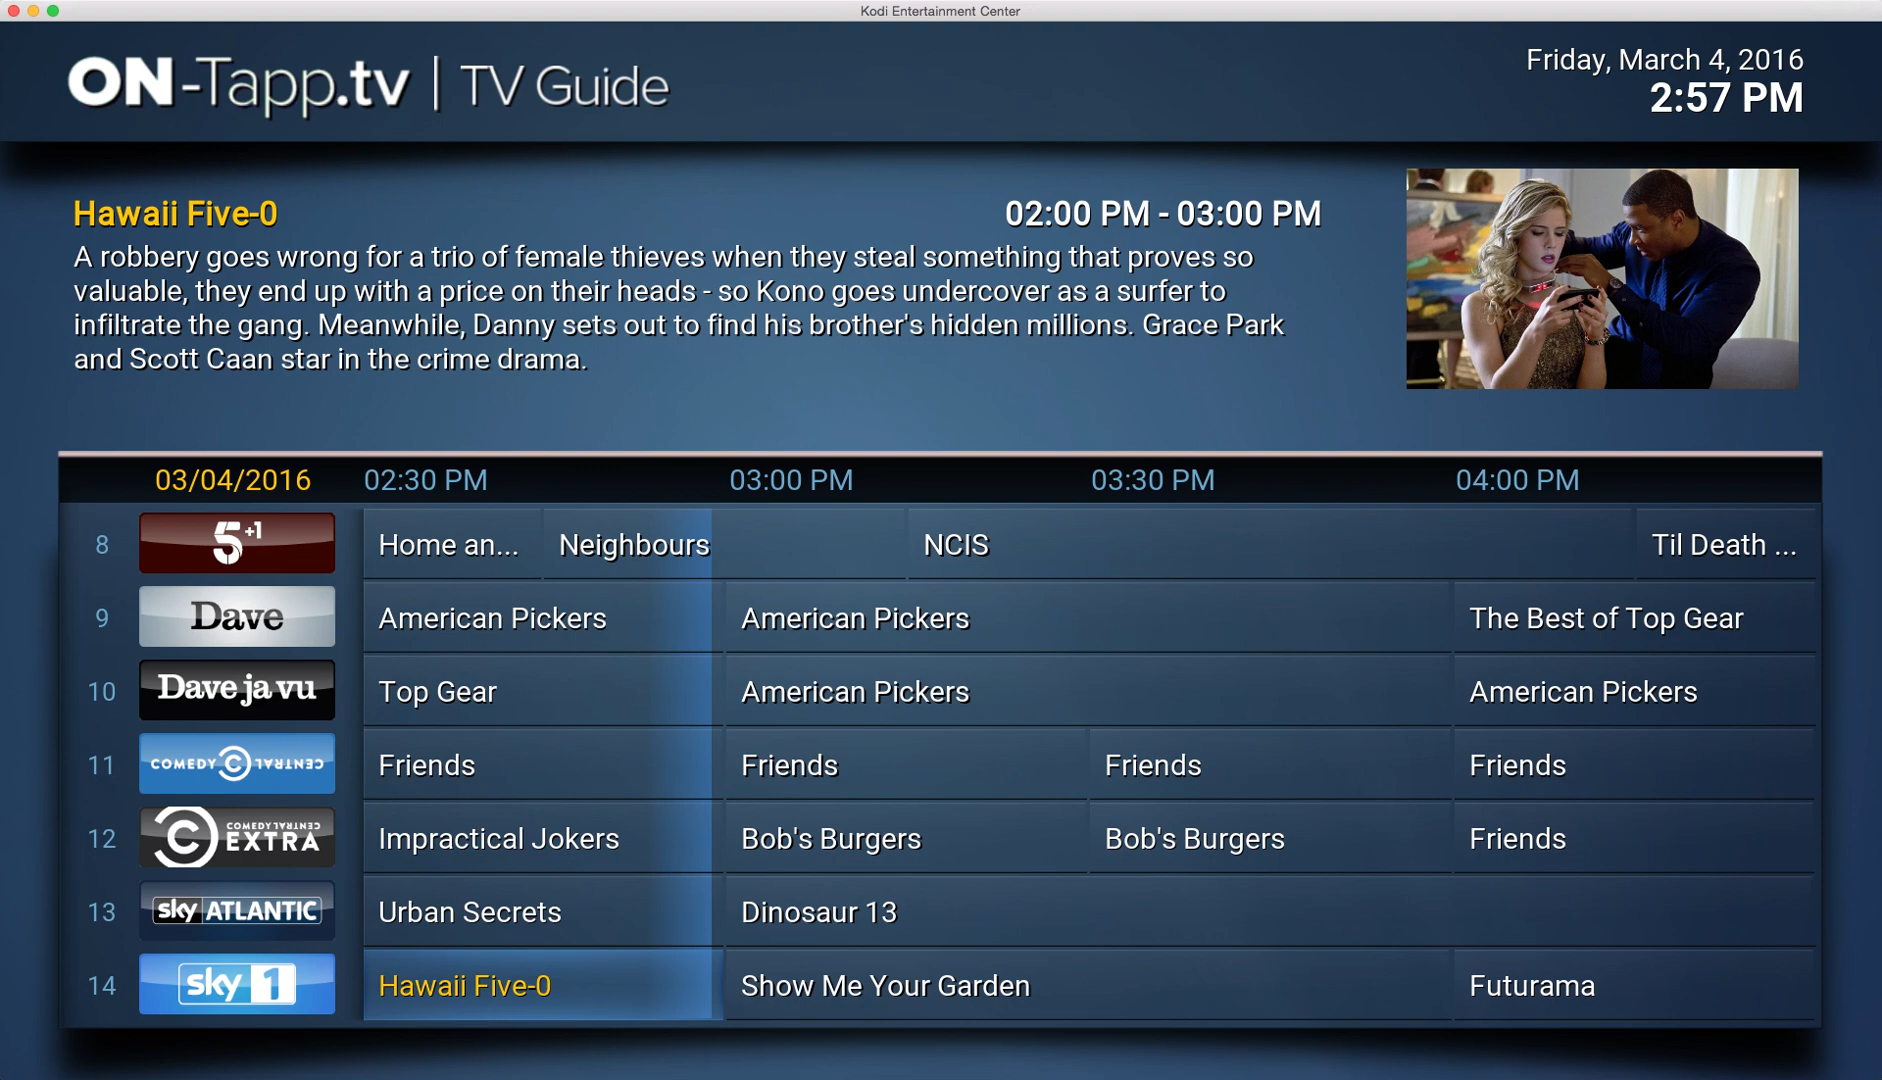 Kodi Entertainment Center
ON-Tapp.tv | TV Guide
Friday, March 4, 2016
2:57 PM
Hawaii Five-0
02:00 PM - 03:00 PM
A robbery goes wrong for a trio of female thieves when they steal something that proves so
valuable, they end up with a price on their heads - so Kono goes undercover as a surfer to
infiltrate the gang. Meanwhile, Danny sets out to find his brother's hidden millions. Grace Park
and Scott Caan star in the crime drama.
03/04/2016 02:30 PM 03:00 PM 03:30 PM 04:00 PM
8 5+1 Home an... Neighbours NCIS Til Death ...
9 Dave American Pickers American Pickers The Best of Top Gear
10 Dave ja vu Top Gear American Pickers American Pickers
11 COMEDY CENTRAL Friends Friends Friends Friends
12 COMEDY CENTRAL EXTRA Impractical Jokers Bob's Burgers Bob's Burgers Friends
13 sky ATLANTIC Urban Secrets Dinosaur 13
14 sky 1 Hawaii Five-0 Show Me Your Garden Futurama